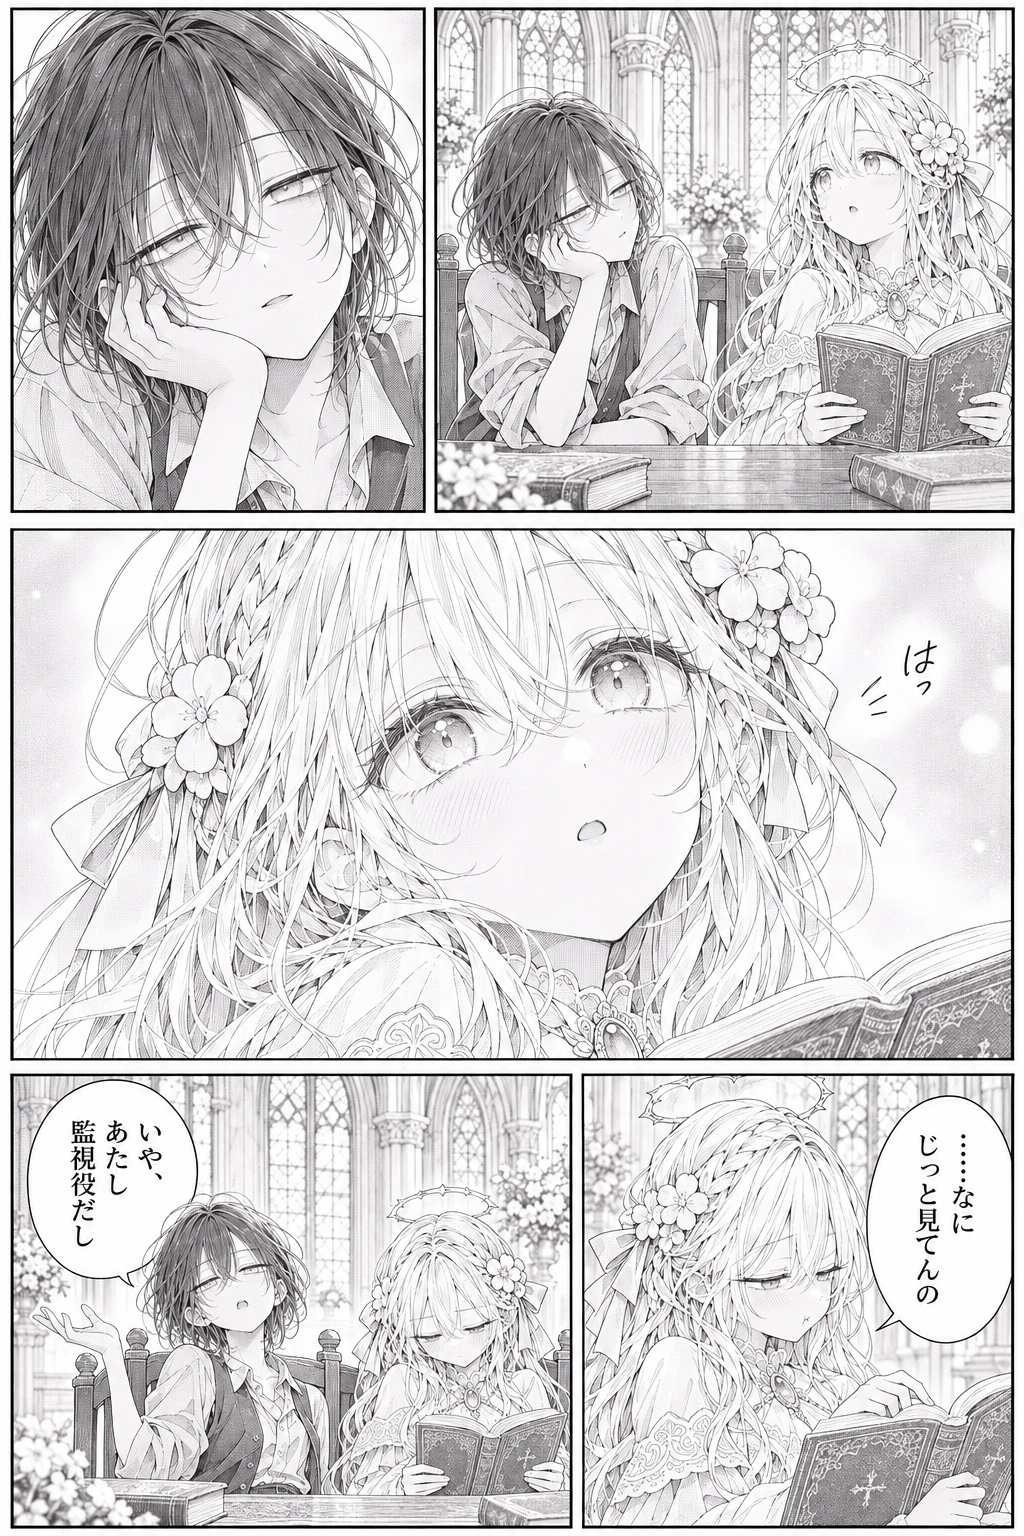 はっ
……なに
じっと見てんの
いや、
あたし
監視役だし